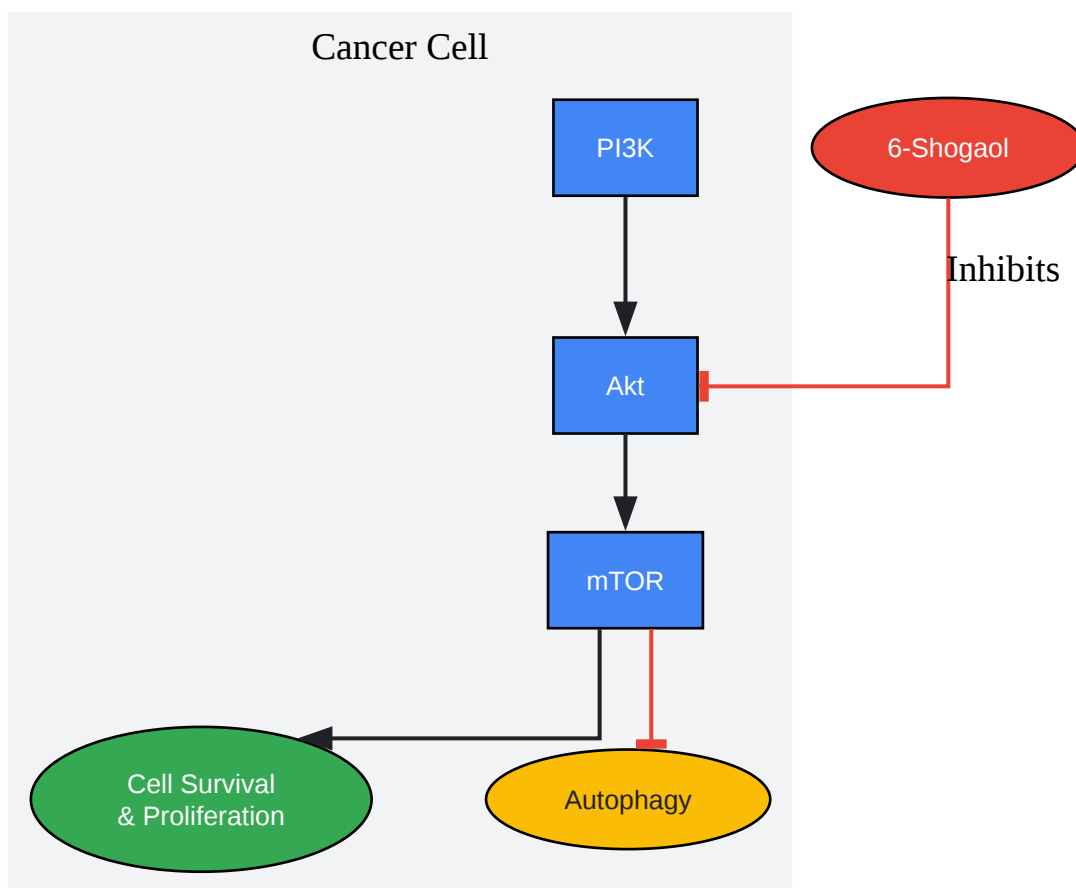 Cancer Cell
PI3K
6-Shogaol
Inhibits
Akt
mTOR
Cell Survival
& Proliferation
Autophagy